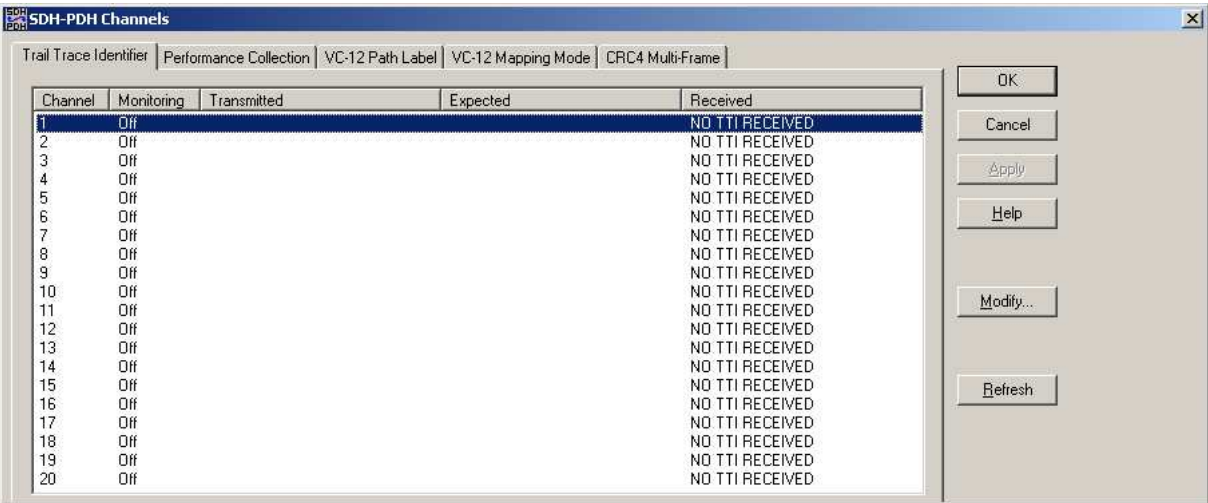 SDH PDH SDH-PDH Channels
Trail Trace Identifier Performance Collection VC-12 Path Label VC-12 Mapping Mode CRC4 Multi-Frame
Channel Monitoring Transmitted Expected Received
1 Off NO TTI RECEIVED
2 Off NO TTI RECEIVED
3 Off NO TTI RECEIVED
4 Off NO TTI RECEIVED
5 Off NO TTI RECEIVED
6 Off NO TTI RECEIVED
7 Off NO TTI RECEIVED
8 Off NO TTI RECEIVED
9 Off NO TTI RECEIVED
10 Off NO TTI RECEIVED
11 Off NO TTI RECEIVED
12 Off NO TTI RECEIVED
13 Off NO TTI RECEIVED
14 Off NO TTI RECEIVED
15 Off NO TTI RECEIVED
16 Off NO TTI RECEIVED
17 Off NO TTI RECEIVED
18 Off NO TTI RECEIVED
19 Off NO TTI RECEIVED
20 Off NO TTI RECEIVED
OK
Cancel
Apply
Help
Modify...
Refresh